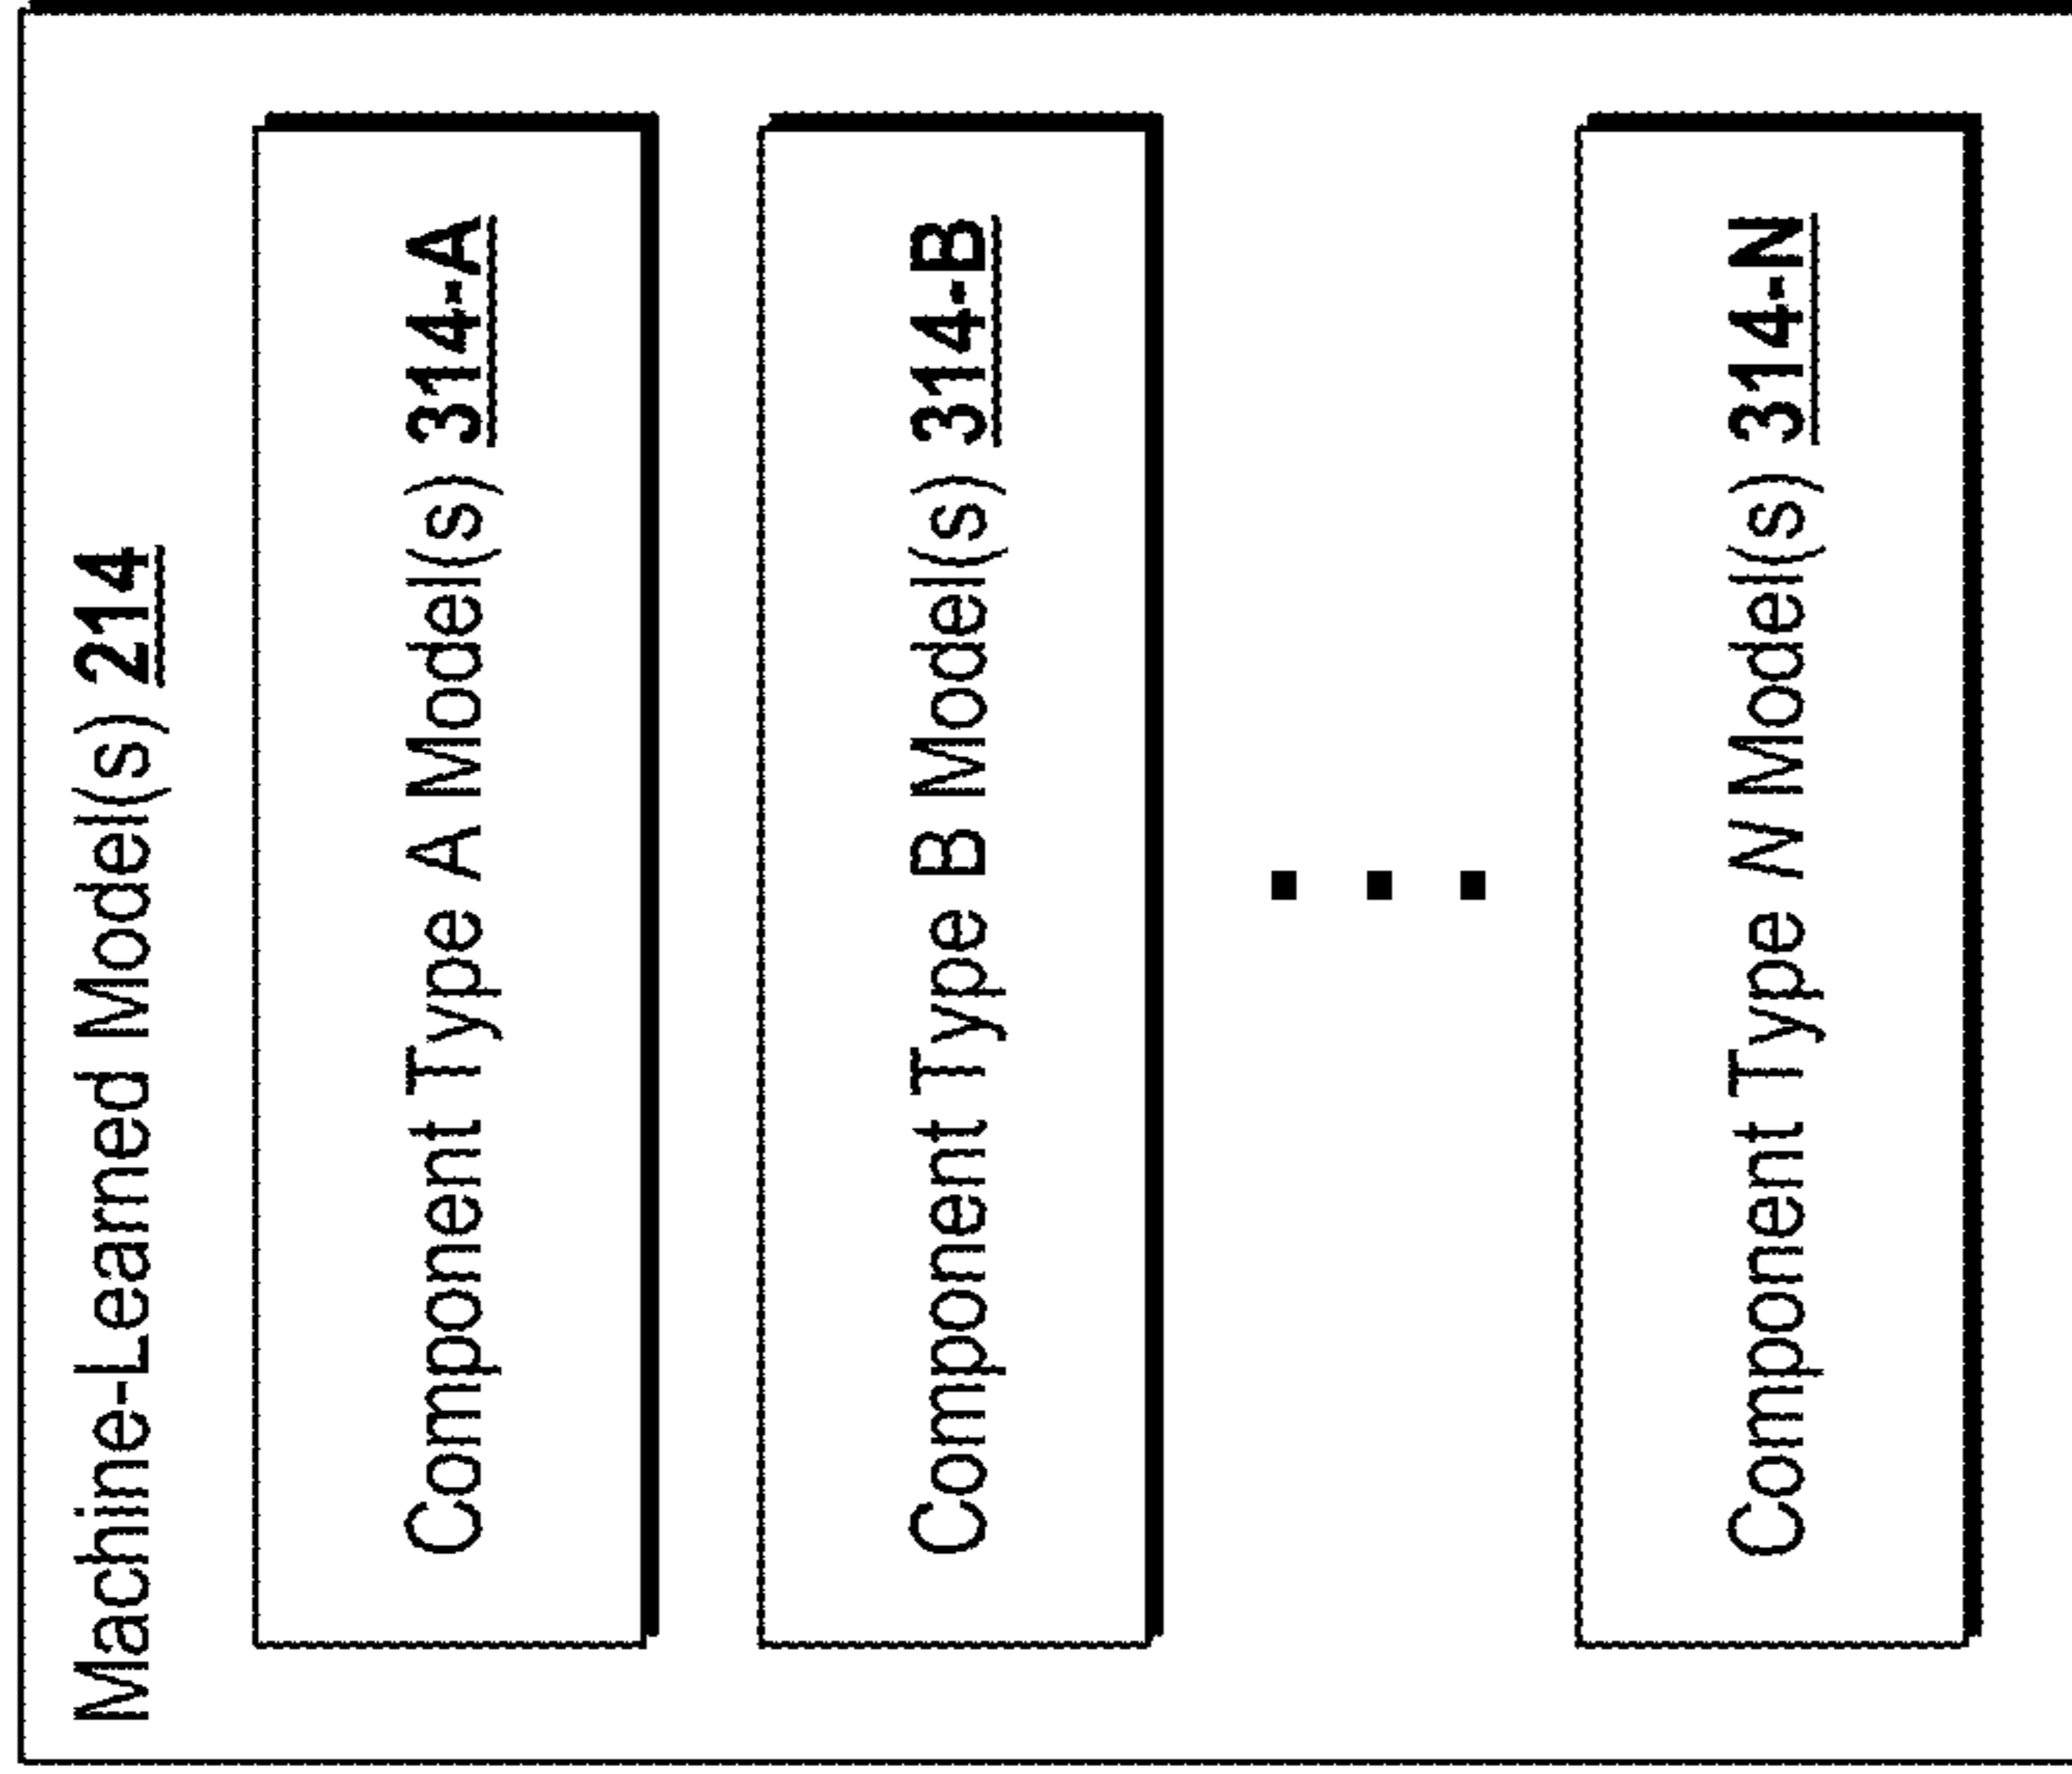 Machine-Learned Model(s) 214
Component Type A Model(s) 314-A
Component Type B Model(s) 314-B
Component Type N Model(s) 314-N